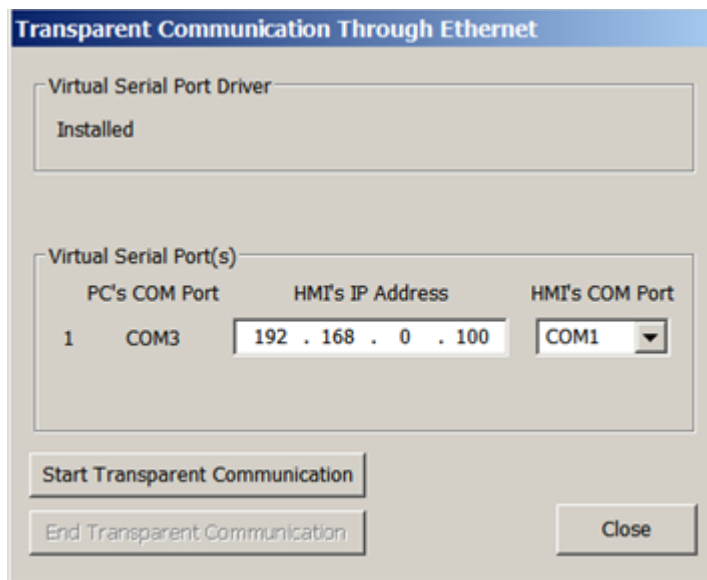 Transparent Communication Through Ethernet
Virtual Serial Port Driver
Installed
Virtual Serial Port(s)
PC's COM Port HMI's IP Address HMI's COM Port
1 COM3 192 . 168 . 0 . 100 COM1
Start Transparent Communication
End Transparent Communication
Close